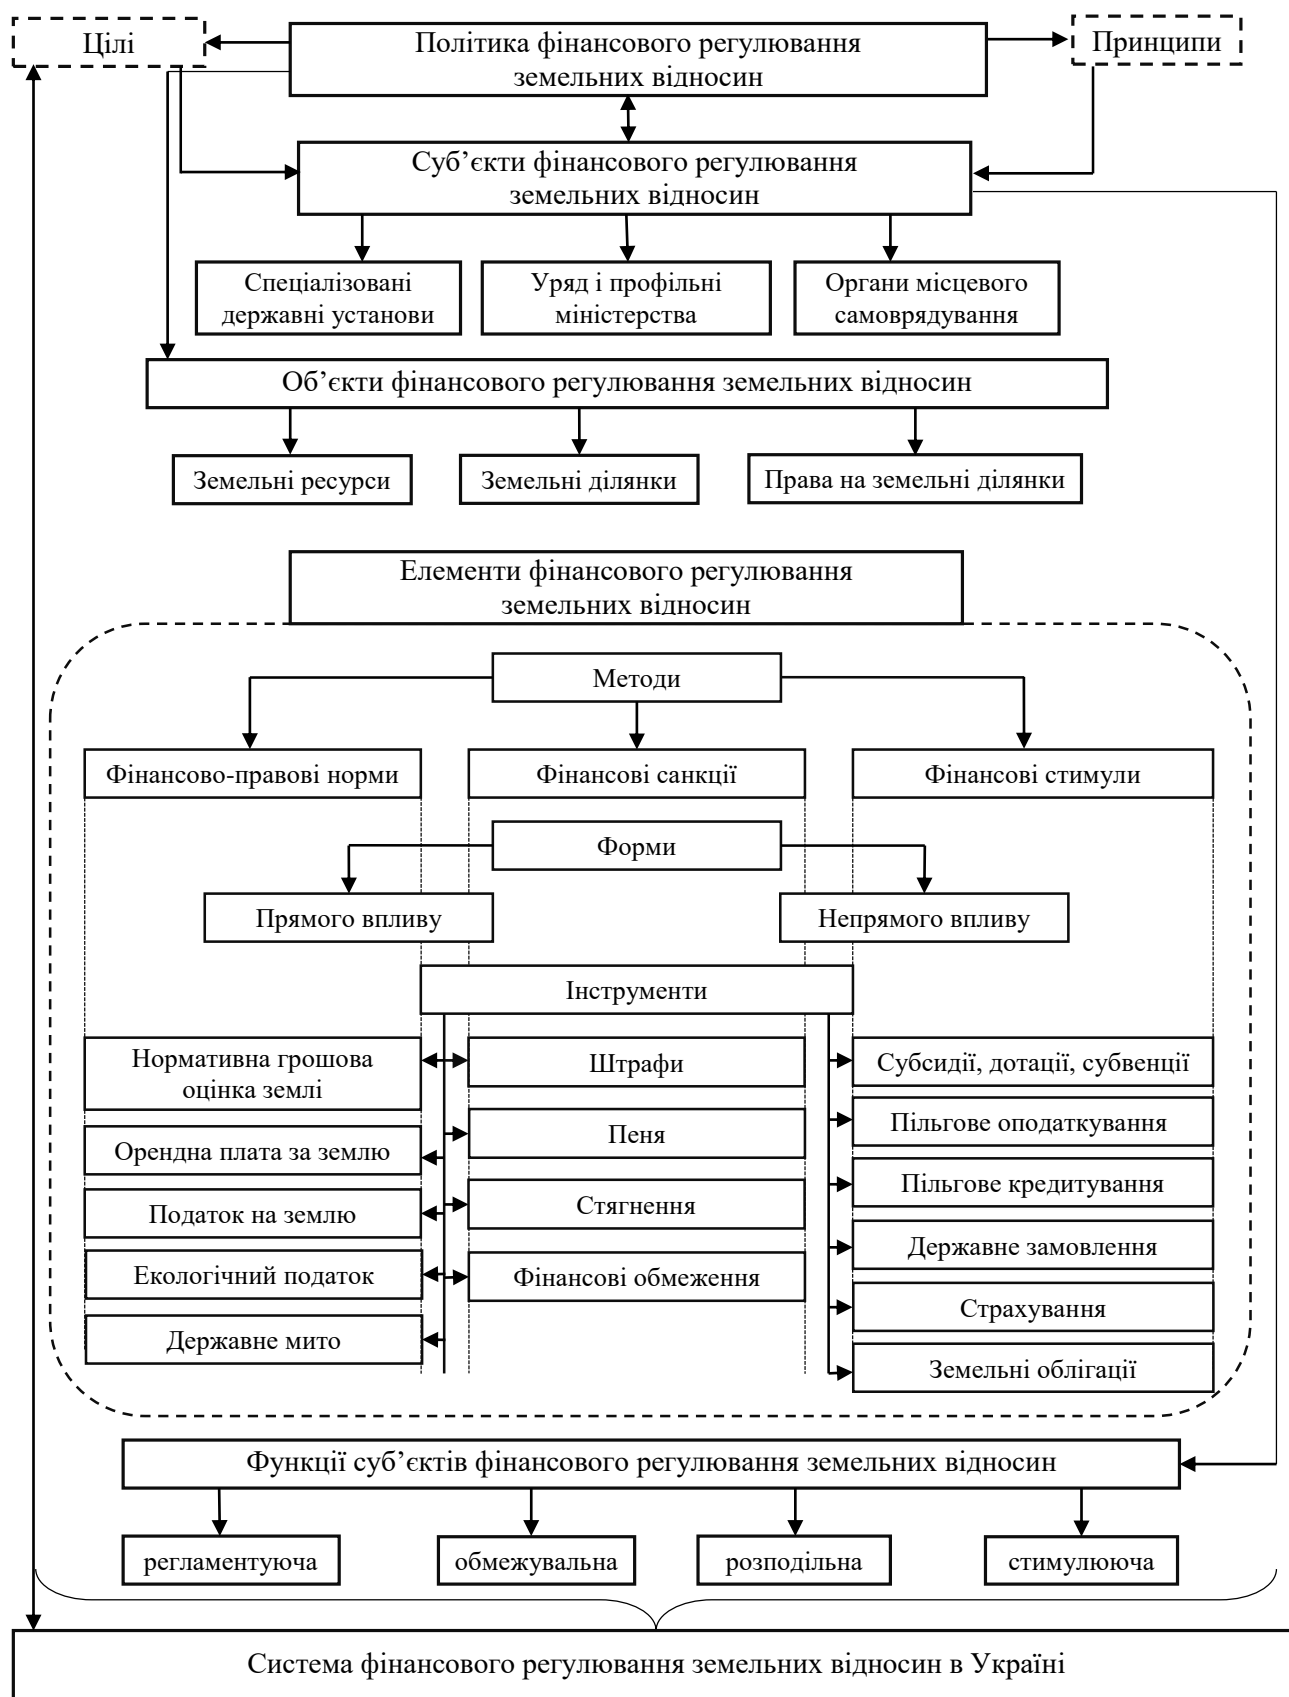 Цілі
Політика фінансового регулювання
земельних відносин
Принципи
Суб’єкти фінансового регулювання
земельних відносин
Спеціалізовані
державні установи
Уряд і профільні
міністерства
Органи місцевого
самоврядування
Об’єкти фінансового регулювання земельних відносин
Земельні ресурси
Земельні ділянки
Права на земельні ділянки
Елементи фінансового регулювання
земельних відносин
Методи
Фінансово-правові норми
Фінансові санкції
Фінансові стимули
Форми
Прямого впливу
Непрямого впливу
Інструменти
Нормативна грошова
оцінка землі
Орендна плата за землю
Податок на землю
Екологічний податок
Державне мито
Штрафи
Пеня
Стягнення
Фінансові обмеження
Субсидії, дотації, субвенції
Пільгове оподаткування
Пільгове кредитування
Державне замовлення
Страхування
Земельні облігації
Функції суб’єктів фінансового регулювання земельних відносин
регламентуюча
обмежувальна
розподільна
стимулююча
Система фінансового регулювання земельних відносин в Україні